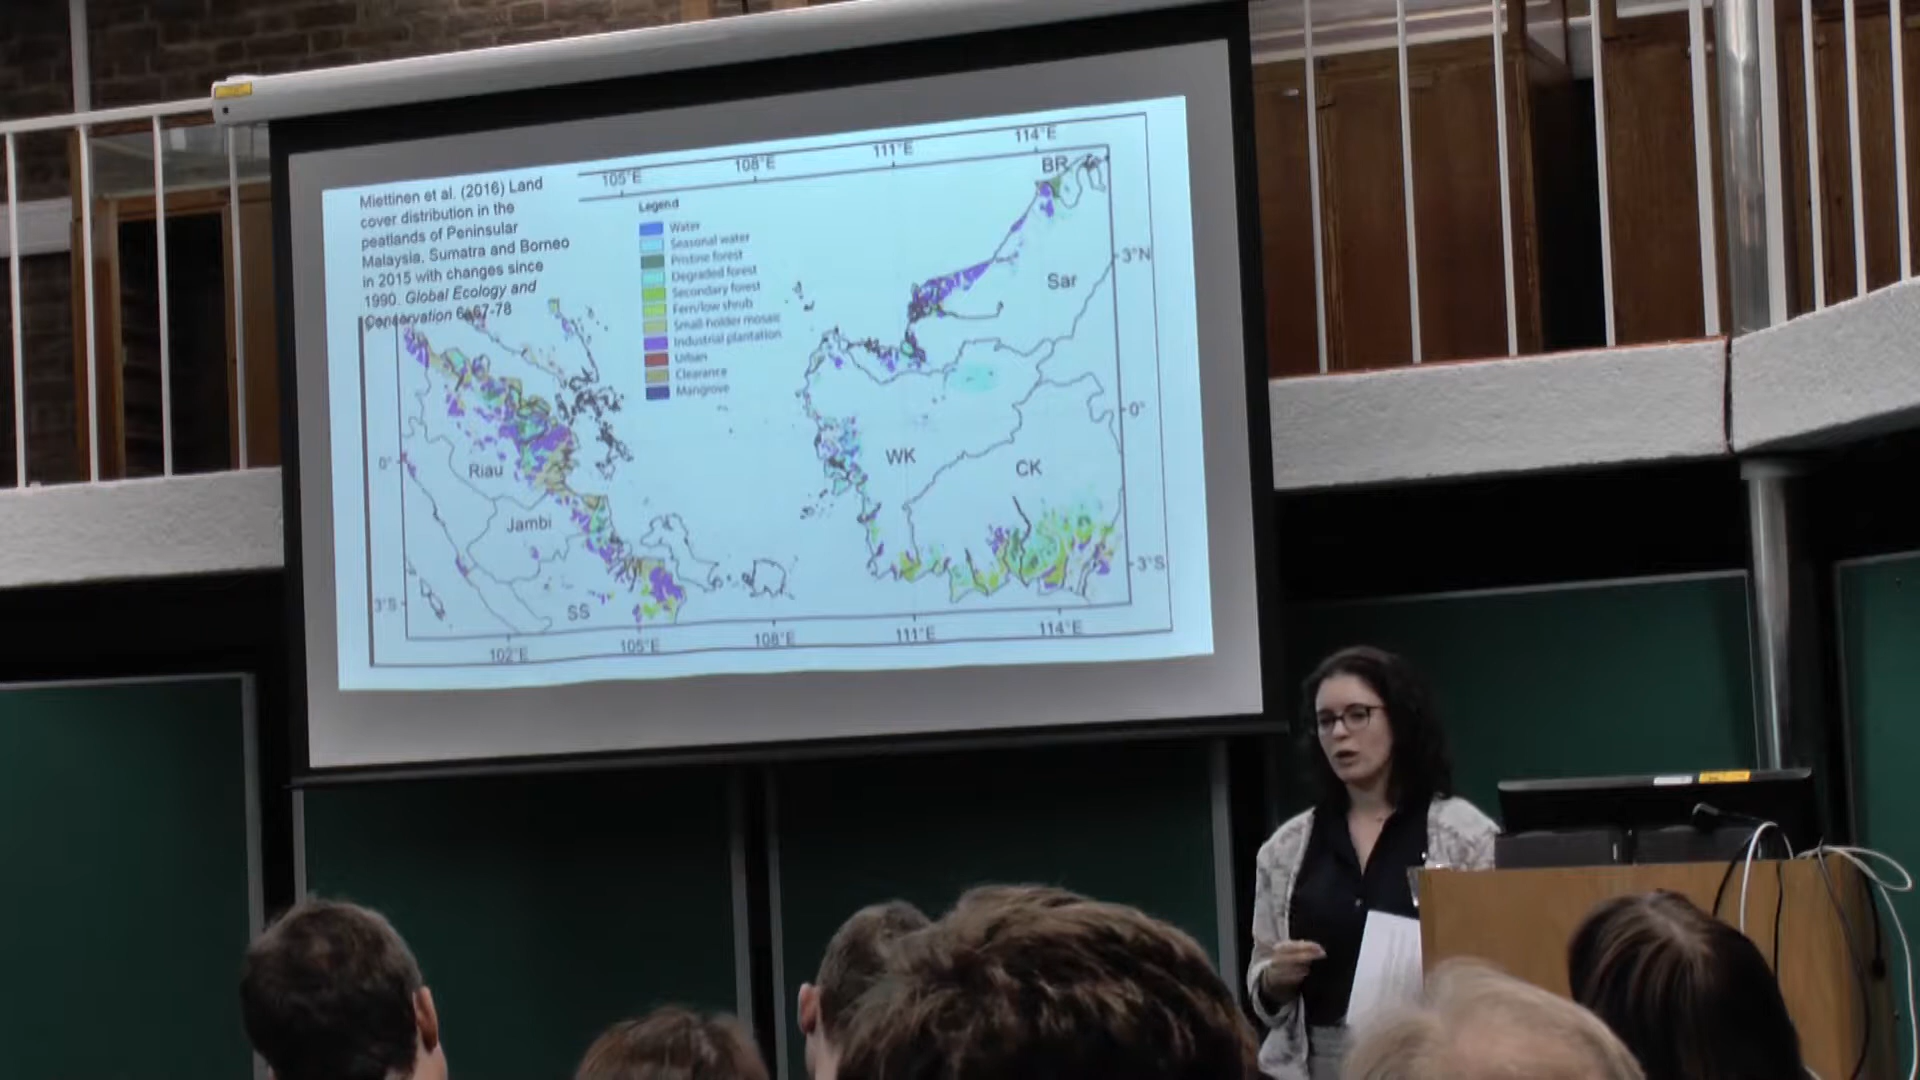 Miettinen et al. (2016) Land
cover distribution in the
peatlands of Peninsular
Malaysia, Sumatra and Borneo
in 2015 with changes since
1990. Global Ecology and
Conservation 6:67-78
105°E
108°E
111°E
114°E
Legend
Water
Seasonal water
Pristine forest
Degraded forest
Secondary forest
Fern/low shrub
Small-holder mosaic
Industrial plantation
Urban
Clearance
Mangrove
BR
Sar
3°N
WK
CK
0°
0°
Riau
Jambi
SS
3°S
3°S
102°E
105°E
108°E
111°E
114°E